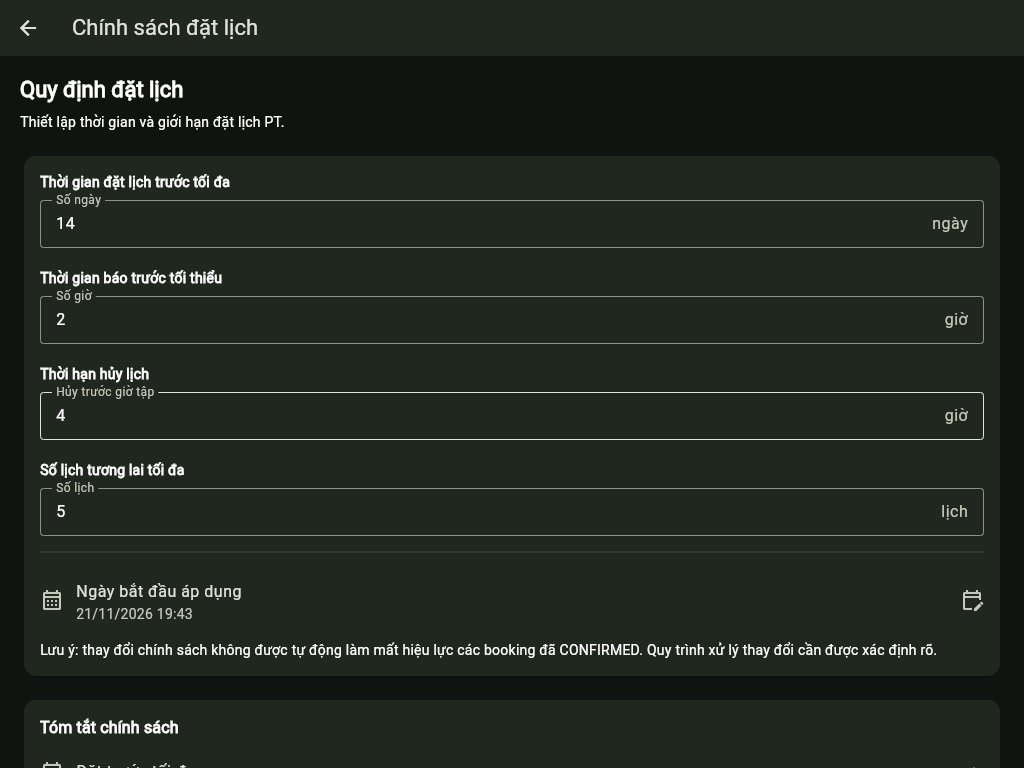 Chính sách đặt lịch
Quy định đặt lịch
Thiết lập thời gian và giới hạn đặt lịch PT.
Thời gian đặt lịch trước tối đa
Số ngày
14 ngày
Thời gian báo trước tối thiểu
Số giờ
2 giờ
Thời hạn hủy lịch
Hủy trước giờ tập
4 giờ
Số lịch tương lai tối đa
Số lịch
5 lịch
Ngày bắt đầu áp dụng
21/11/2026 19:43
Lưu ý: thay đổi chính sách không được tự động làm mất hiệu lực các booking đã CONFIRMED. Quy trình xử lý thay đổi cần được xác định rõ.
Tóm tắt chính sách